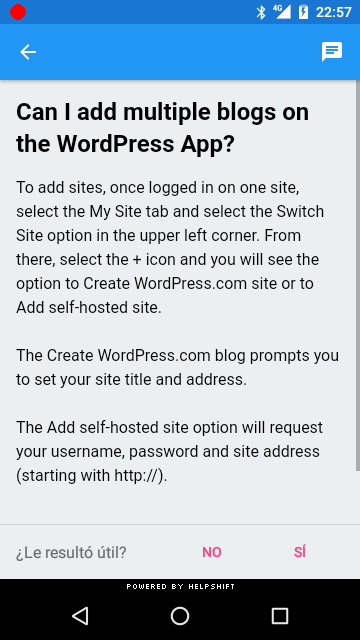 4G 22:57
Can I add multiple blogs on
the WordPress App?
To add sites, once logged in on one site,
select the My Site tab and select the Switch
Site option in the upper left corner. From
there, select the + icon and you will see the
option to Create WordPress.com site or to
Add self-hosted site.
The Create WordPress.com blog prompts you
to set your site title and address.
The Add self-hosted site option will request
your username, password and site address
(starting with http://).
¿Le resultó útil? NO SÍ
POWERED BY HELPSHIFT